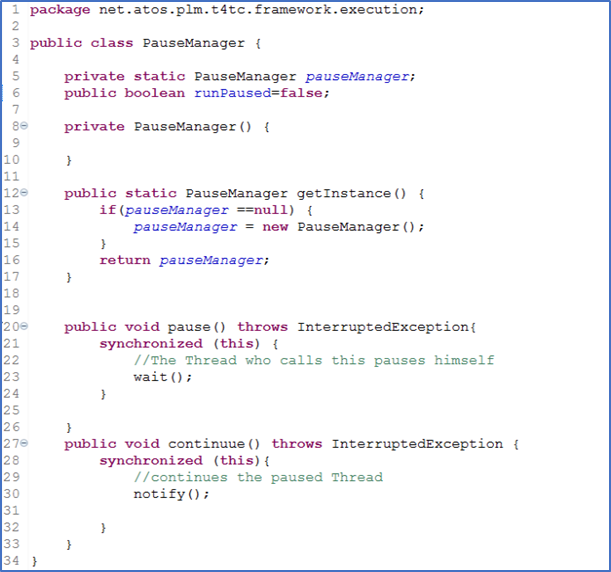 1 package net.atos.plm.t4tc.framework.execution;
2
3 public class PauseManager {
4
5     private static PauseManager pauseManager;
6     public boolean runPaused=false;
7
8     private PauseManager() {
9
10     }
11
12     public static PauseManager getInstance() {
13         if(pauseManager ==null) {
14             pauseManager = new PauseManager();
15         }
16         return pauseManager;
17     }
18
19
20     public void pause() throws InterruptedException{
21         synchronized (this) {
22             //The Thread who calls this pauses himself
23             wait();
24         }
25
26     }
27     public void continuue() throws InterruptedException {
28         synchronized (this){
29             //continues the paused Thread
30             notify();
31
32         }
33     }
34 }